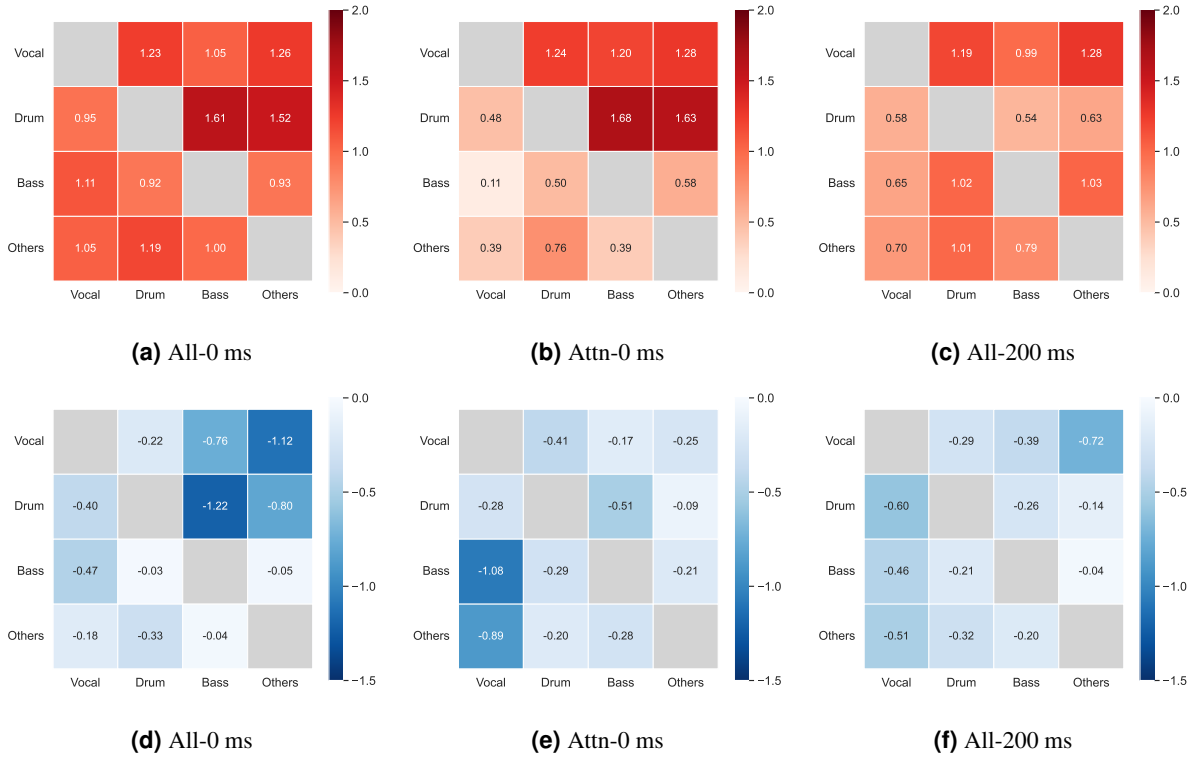 Vocal 1.23 1.05 1.26
Drum 0.95 1.61 1.52
Bass 1.11 0.92 0.93
Others 1.05 1.19 1.00
Vocal Drum Bass Others
2.0
1.5
1.0
0.5
0.0
(a) All-0 ms
Vocal 1.24 1.20 1.28
Drum 0.48 1.68 1.63
Bass 0.11 0.50 0.58
Others 0.39 0.76 0.39
Vocal Drum Bass Others
2.0
1.5
1.0
0.5
0.0
(b) Attn-0 ms
Vocal 1.19 0.99 1.28
Drum 0.58 0.54 0.63
Bass 0.65 1.02 1.03
Others 0.70 1.01 0.79
Vocal Drum Bass Others
2.0
1.5
1.0
0.5
0.0
(c) All-200 ms
Vocal -0.22 -0.76 -1.12
Drum -0.40 -1.22 -0.80
Bass -0.47 -0.03 -0.05
Others -0.18 -0.33 -0.04
Vocal Drum Bass Others
0.0
−0.5
−1.0
−1.5
(d) All-0 ms
Vocal -0.41 -0.17 -0.25
Drum -0.28 -0.51 -0.09
Bass -1.08 -0.29 -0.21
Others -0.89 -0.20 -0.28
Vocal Drum Bass Others
0.0
−0.5
−1.0
−1.5
(e) Attn-0 ms
Vocal -0.29 -0.39 -0.72
Drum -0.60 -0.26 -0.14
Bass -0.46 -0.21 -0.04
Others -0.51 -0.32 -0.20
Vocal Drum Bass Others
0.0
−0.5
−1.0
−1.5
(f) All-200 ms